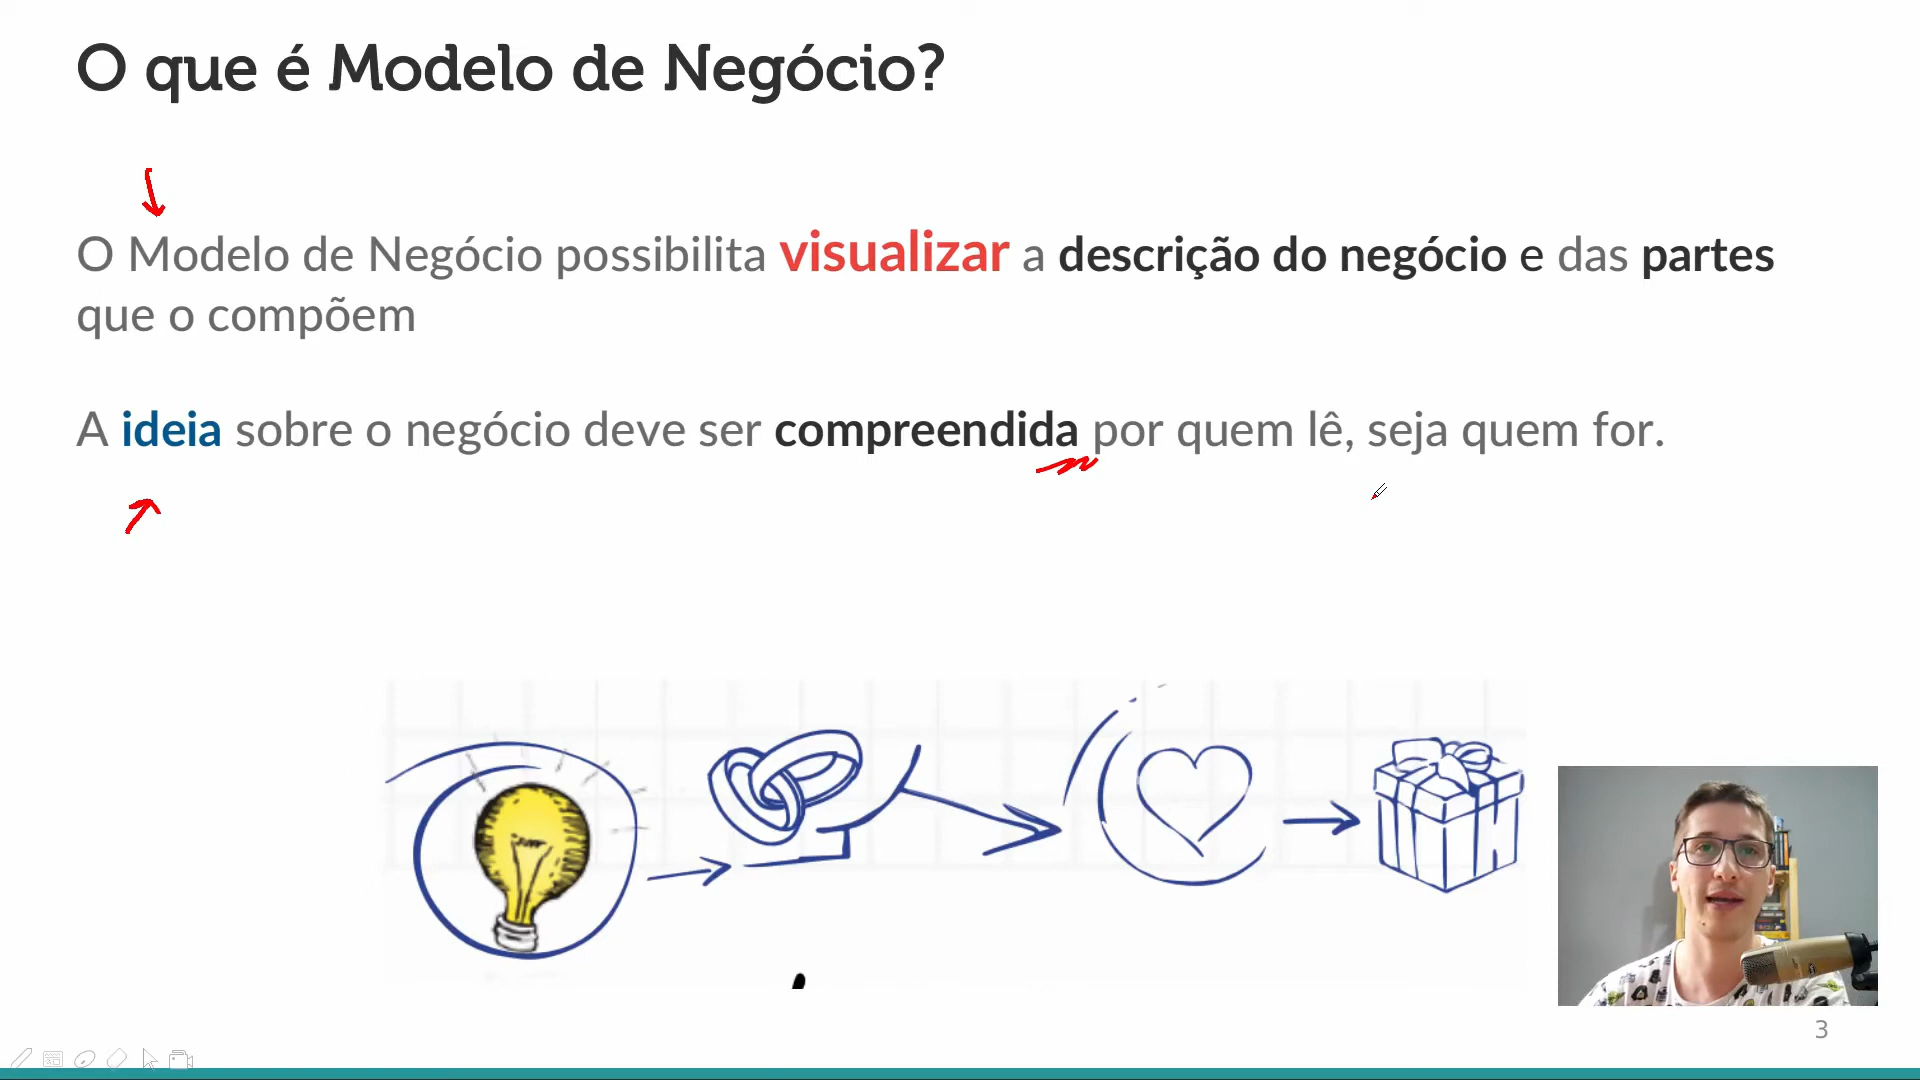 O que é Modelo de Negócio?
O Modelo de Negócio possibilita visualizar a descrição do negócio e das partes
que o compõem
A ideia sobre o negócio deve ser compreendida por quem lê, seja quem for.
3